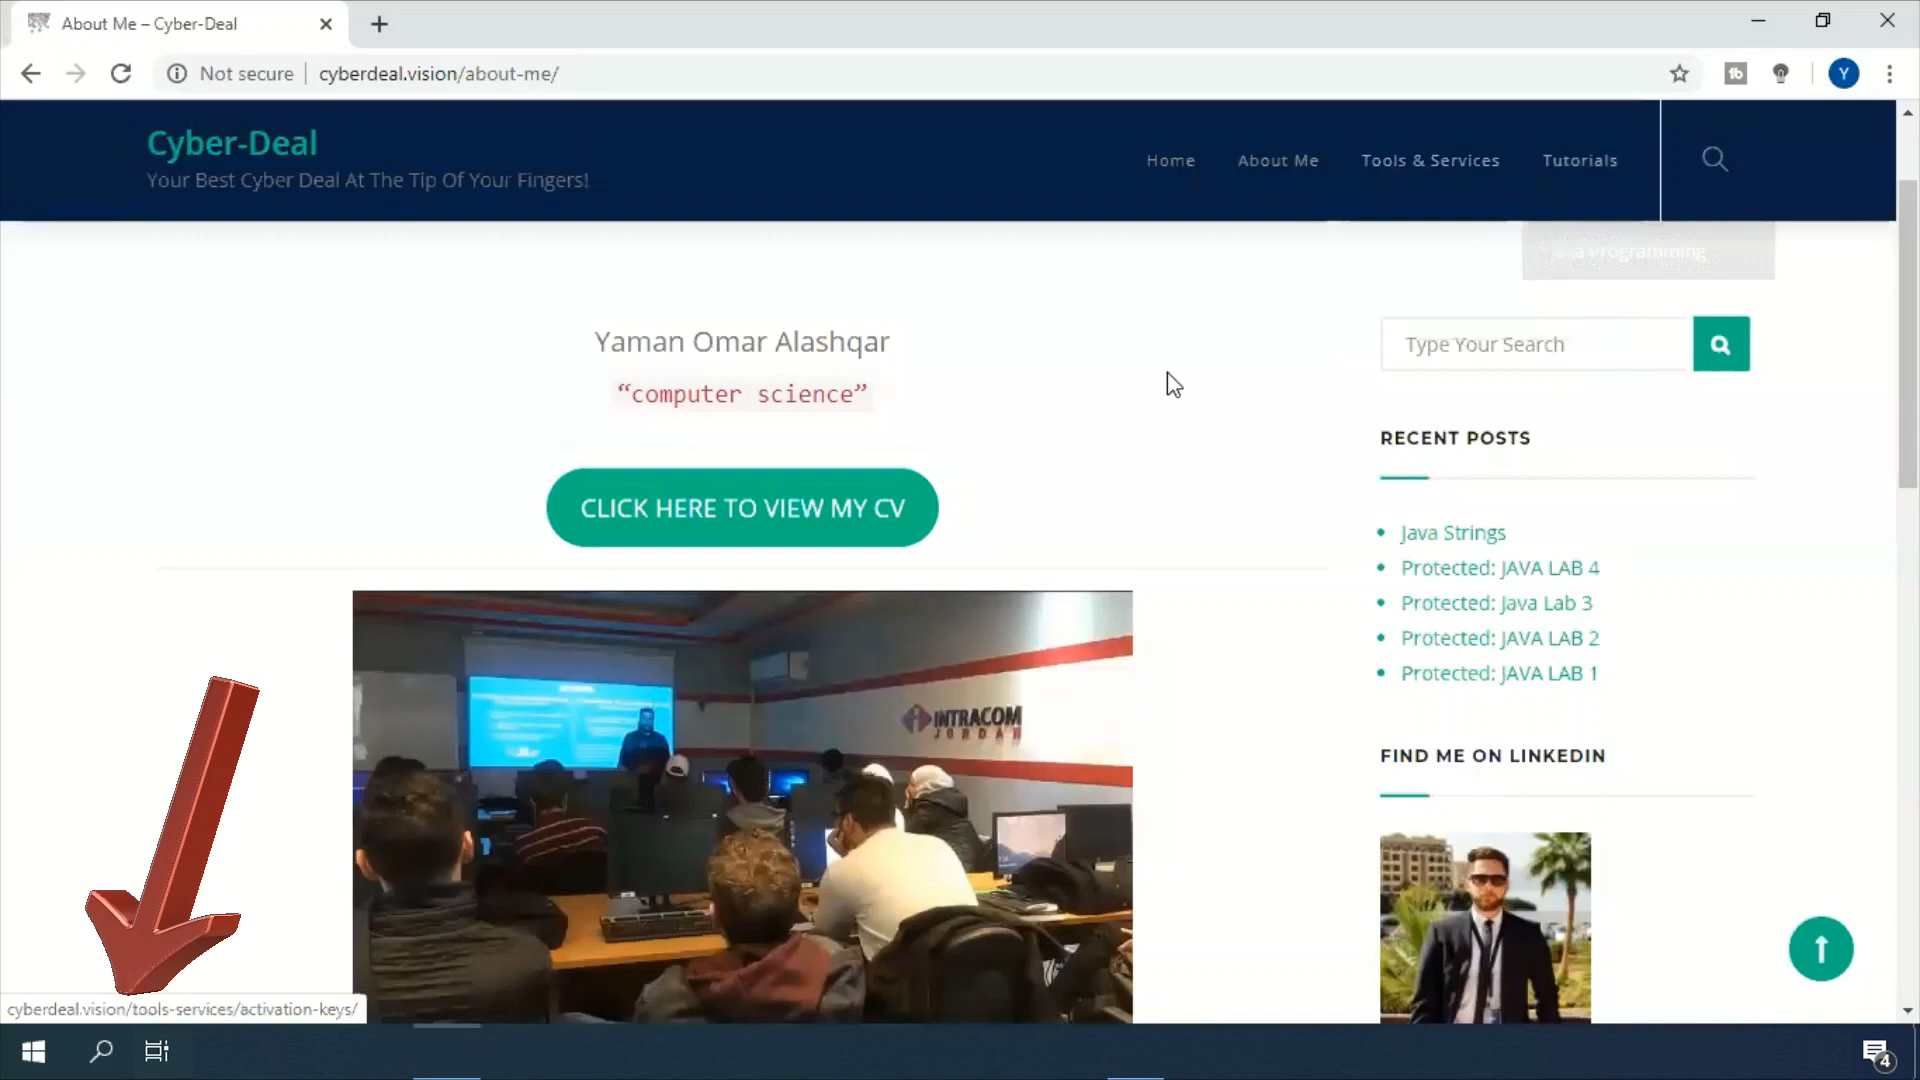 About Me – Cyber-Deal
Not secure
cyberdeal.vision/about-me/
Y
Cyber-Deal
Your Best Cyber Deal At The Tip Of Your Fingers!
Home
About Me
Tools & Services
Tutorials
Programming
Yaman Omar Alashqar
“computer science”
CLICK HERE TO VIEW MY CV
INTRACOM
JORDAN
Type Your Search
RECENT POSTS
Java Strings
Protected: JAVA LAB 4
Protected: Java Lab 3
Protected: JAVA LAB 2
Protected: JAVA LAB 1
FIND ME ON LINKEDIN
cyberdeal.vision/tools-services/activation-keys/
4